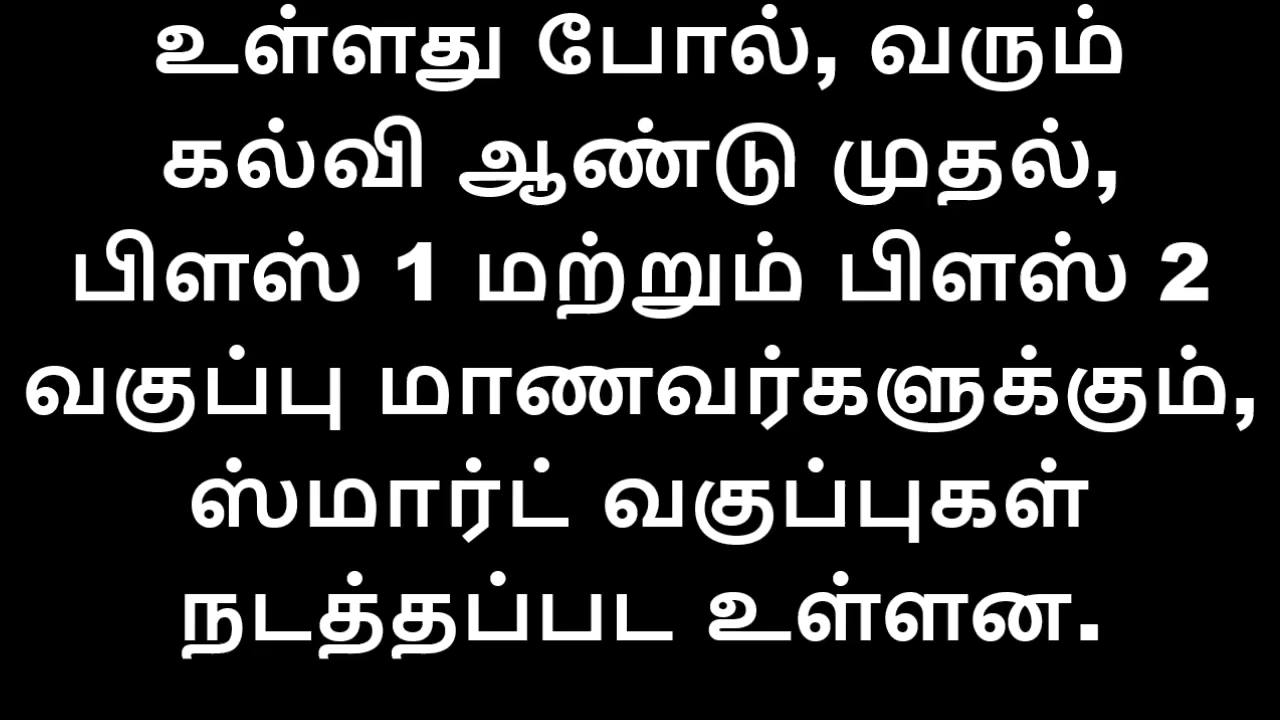 உள்ளது போல், வரும்
கல்வி ஆண்டு முதல்,
பிளஸ் 1 மற்றும் பிளஸ் 2
வகுப்பு மாணவர்களுக்கும்,
ஸ்மார்ட் வகுப்புகள்
நடத்தப்பட உள்ளன.